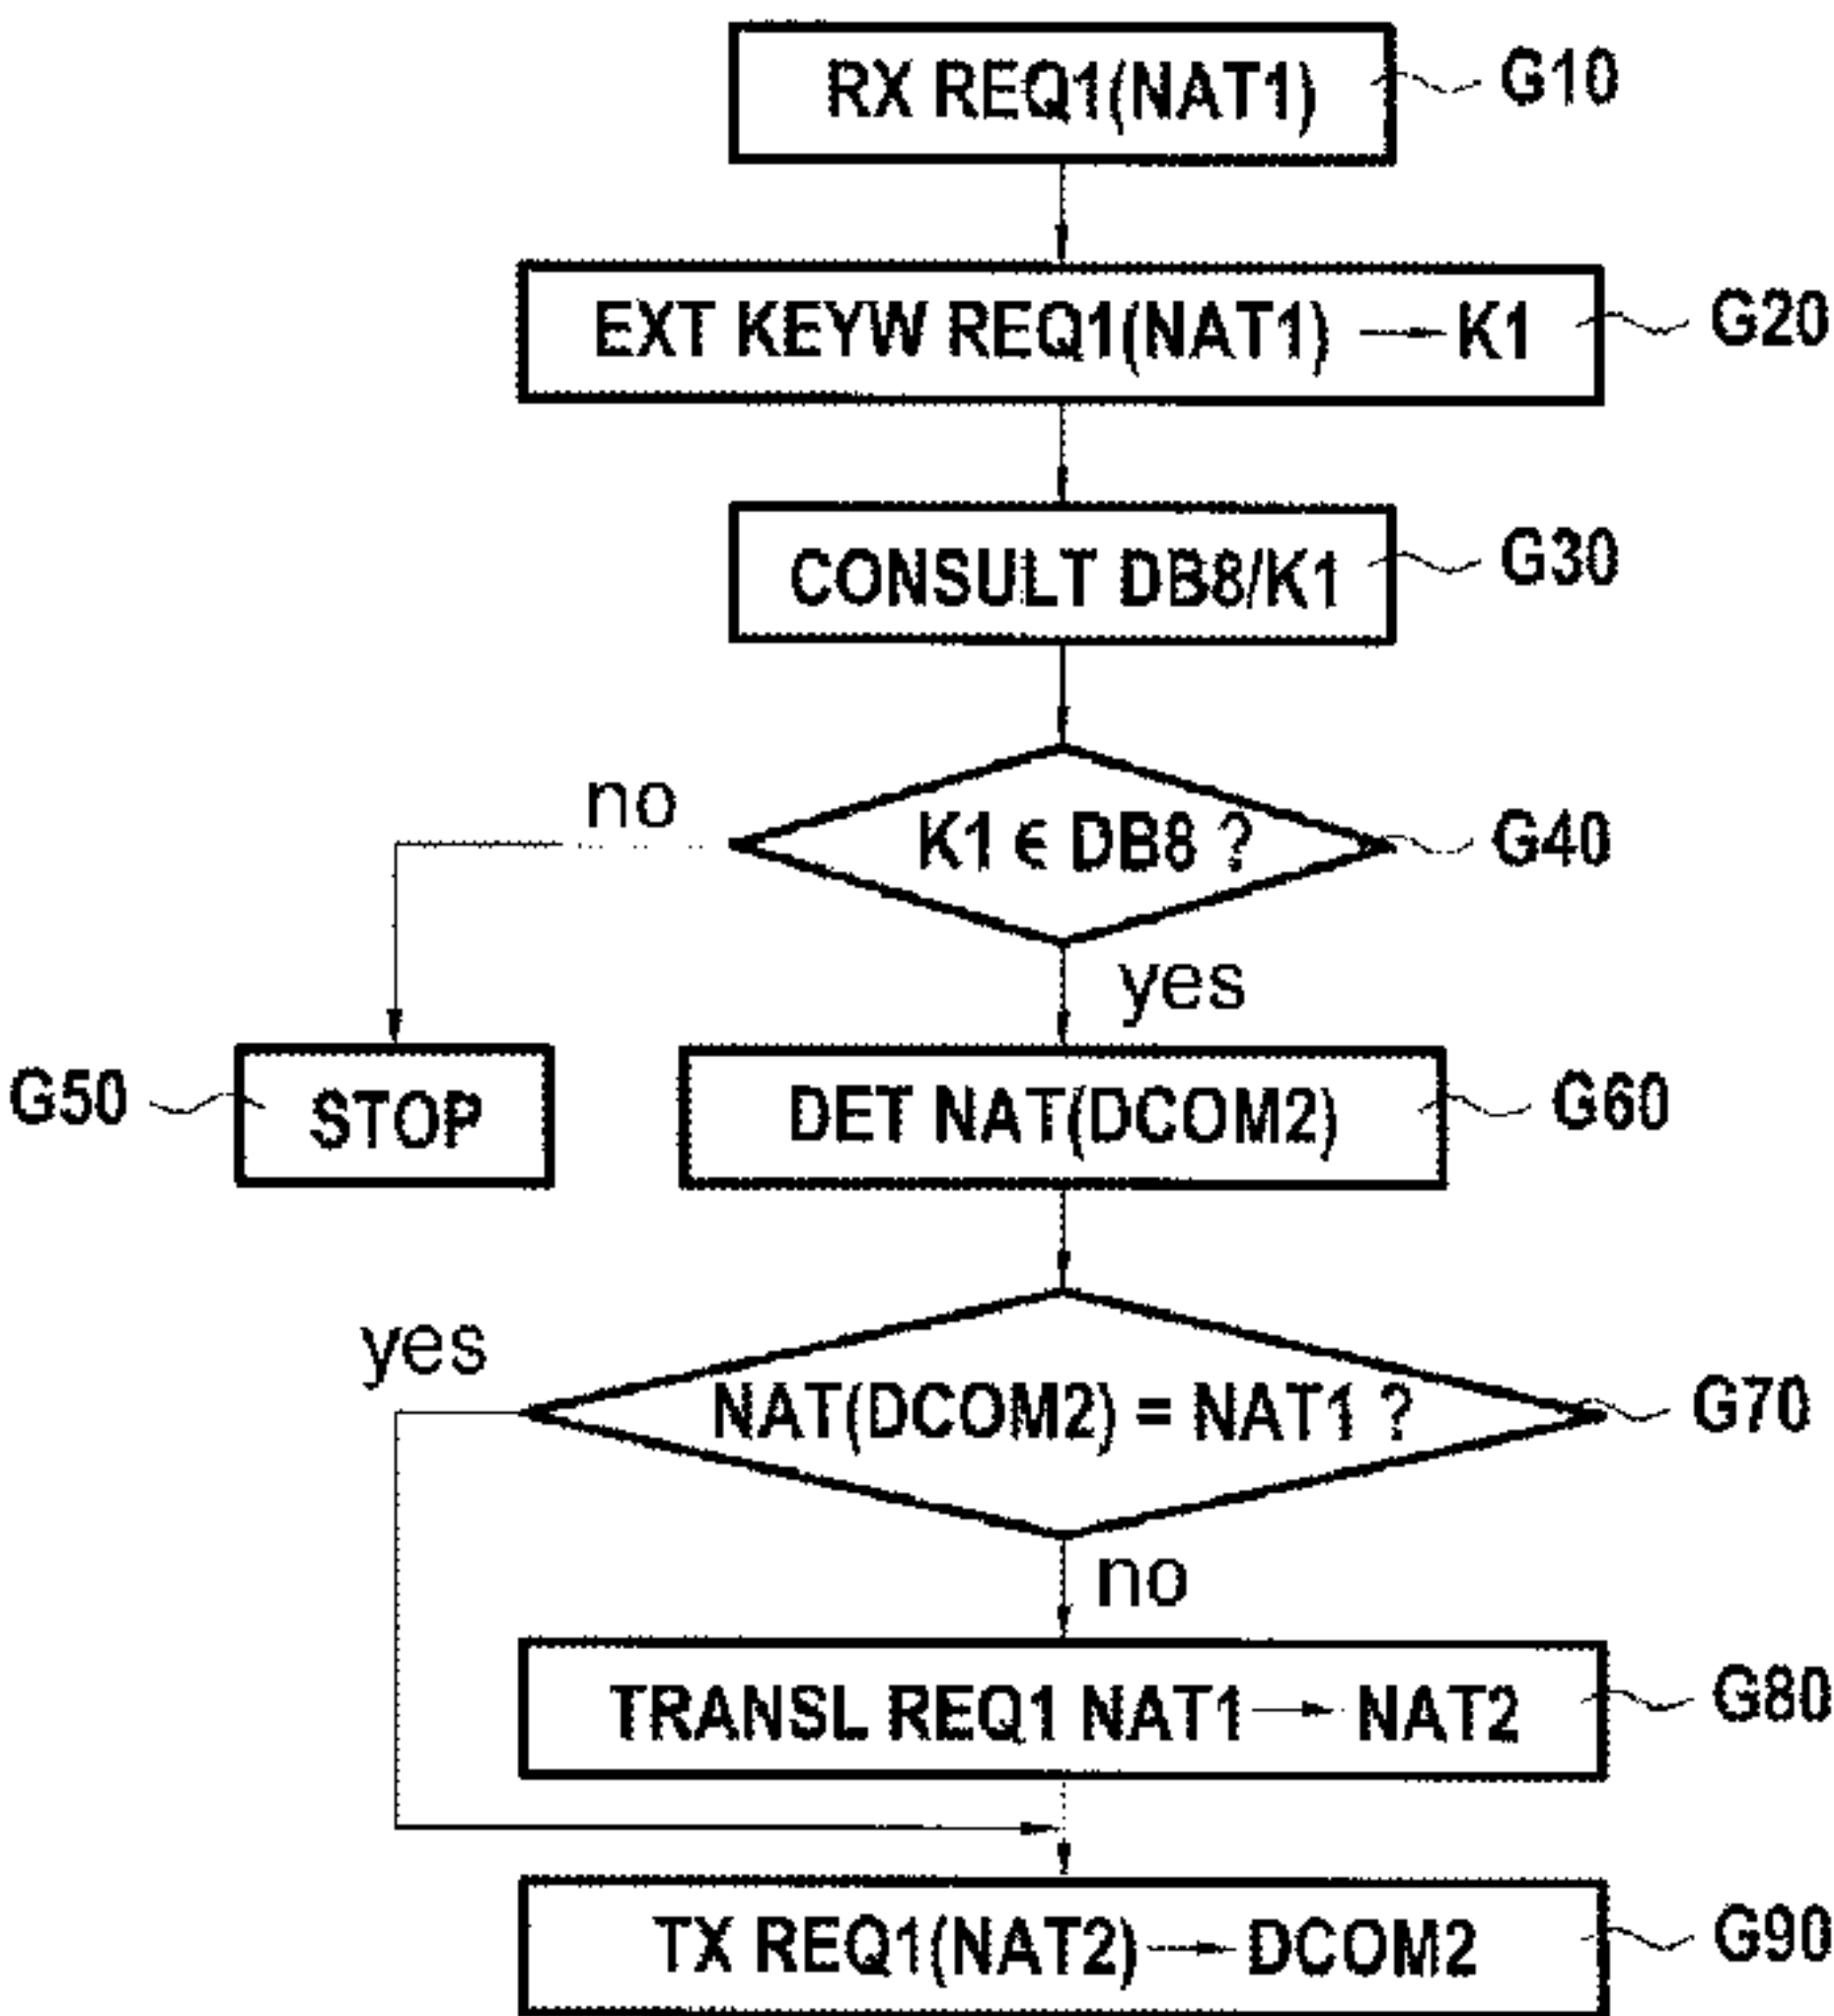 RX REQ1(NAT1) G10
EXT KEYW REQ1(NAT1) → K1 G20
CONSULT DB8/K1 G30
no
K1 ∈ DB8 ? G40
yes
G50 STOP
DET NAT(DCOM2) G60
yes
NAT(DCOM2) = NAT1 ? G70
no
TRANSL REQ1 NAT1 → NAT2 G80
TX REQ1(NAT2) → DCOM2 G90